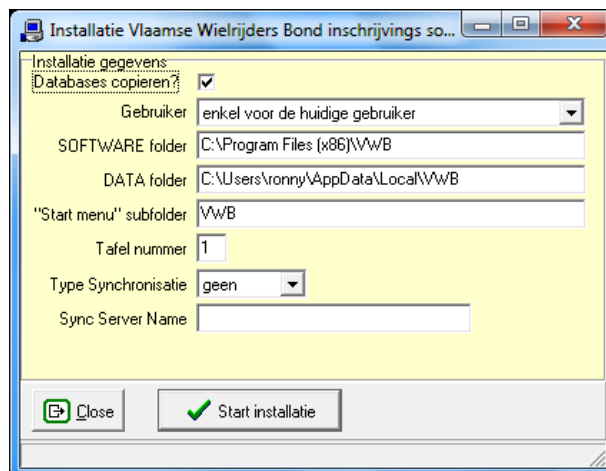 Installatie Vlaamse Wielrijders Bond inschrijvings so...
Installatie gegevens
Databases copieren?
Gebruiker enkel voor de huidige gebruiker
SOFTWARE folder C:\Program Files (x86)\VWB
DATA folder C:\Users\ronny\AppData\Local\VWB
"Start menu" subfolder VWB
Tafel nummer 1
Type Synchronisatie geen
Sync Server Name
Close Start installatie